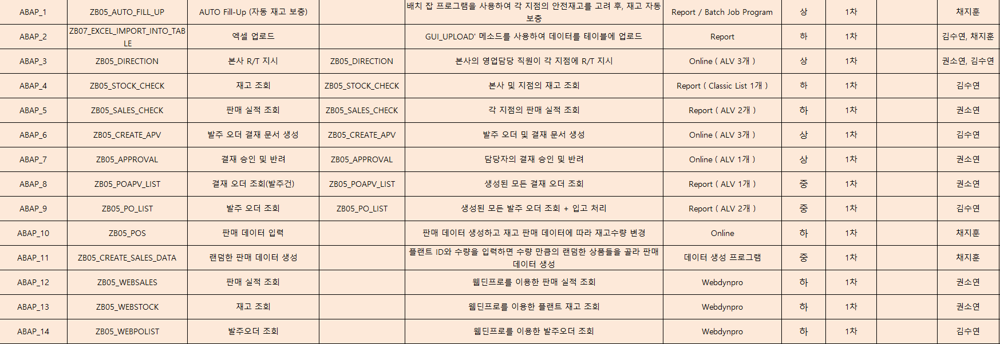 ABAP_1 ZB05_AUTO_FILL_UP AUTO Fill-Up (자동 재고 보충) 배치 잡 프로그램을 사용하여 각 지점의 안전재고를 고려 후, 재고 자동 보충 Report / Batch Job Program 상 1차 채지훈
ABAP_2 ZB07_EXCEL_IMPORT_INTO_TABLE 엑셀 업로드 GUI_UPLOAD' 메소드를 사용하여 데이터를 테이블에 업로드 Report 하 1차 김수연, 채지훈
ABAP_3 ZB05_DIRECTION 본사 R/T 지시 ZB05_DIRECTION 본사의 영업담당 직원이 각 지점에 R/T 지시 Online ( ALV 3개 ) 상 1차 권소연, 김수연
ABAP_4 ZB05_STOCK_CHECK 재고 조회 ZB05_STOCK_CHECK 본사 및 지점의 재고 조회 Report ( Classic List 1개 ) 하 1차 김수연
ABAP_5 ZB05_SALES_CHECK 판매 실적 조회 ZB05_SALES_CHECK 각 지점의 판매 실적 조회 Report ( ALV 2개 ) 하 1차 권소연
ABAP_6 ZB05_CREATE_APV 발주 오더 결재 문서 생성 ZB05_CREATE_APV 발주 오더 및 결재 문서 생성 Online ( ALV 3개 ) 상 1차 김수연
ABAP_7 ZB05_APPROVAL 결재 승인 및 반려 ZB05_APPROVAL 담당자의 결재 승인 및 반려 Online ( ALV 1개 ) 상 1차 권소연
ABAP_8 ZB05_POAPV_LIST 결재 오더 조회(발주건) ZB05_POAPV_LIST 생성된 모든 결재 오더 조회 Report ( ALV 1개 ) 중 1차 권소연
ABAP_9 ZB05_PO_LIST 발주 오더 조회 ZB05_PO_LIST 생성된 모든 발주 오더 조회 + 입고 처리 Report ( ALV 2개 ) 중 1차 김수연
ABAP_10 ZB05_POS 판매 데이터 입력 판매 데이터 생성하고 재고 판매 데이터에 따라 재고수량 변경 Online 하 1차 채지훈
ABAP_11 ZB05_CREATE_SALES_DATA 랜덤한 판매 데이터 생성 플랜트 ID와 수량을 입력하면 수량 만큼의 랜덤한 상품들을 골라 판매 데이터 생성 데이터 생성 프로그램 중 1차 채지훈
ABAP_12 ZB05_WEBSALES 판매 실적 조회 웹딘프로를 이용한 판매 실적 조회 Webdynpro 하 1차 권소연
ABAP_13 ZB05_WEBSTOCK 재고 조회 웹딘프로를 이용한 플랜트 재고 조회 Webdynpro 하 1차 권소연
ABAP_14 ZB05_WEBPOLIST 발주오더 조회 웹딘프로를 이용한 발주오더 조회 Webdynpro 하 1차 김수연